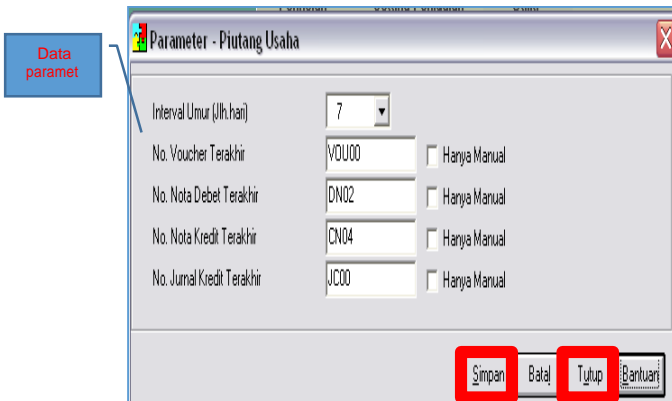 Parameter - Piutang Usaha
Data
paramet
Interval Umur (Jlh.hari) 7
No. Voucher Terakhir VOU00 Hanya Manual
No. Nota Debet Terakhir DN02 Hanya Manual
No. Nota Kredit Terakhir CN04 Hanya Manual
No. Jurnal Kredit Terakhir JC00 Hanya Manual
Simpan Batal Tutup Bantuan